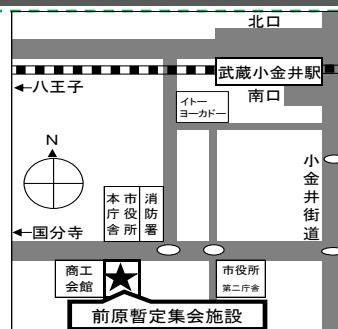 北口
武蔵小金井駅
←八王子
南口
イトー
ヨーカドー
N
小金井街道
市役所
本庁舎
消防署
←国分寺
商工
会館
市役所
第二庁舎
前原暫定集会施設